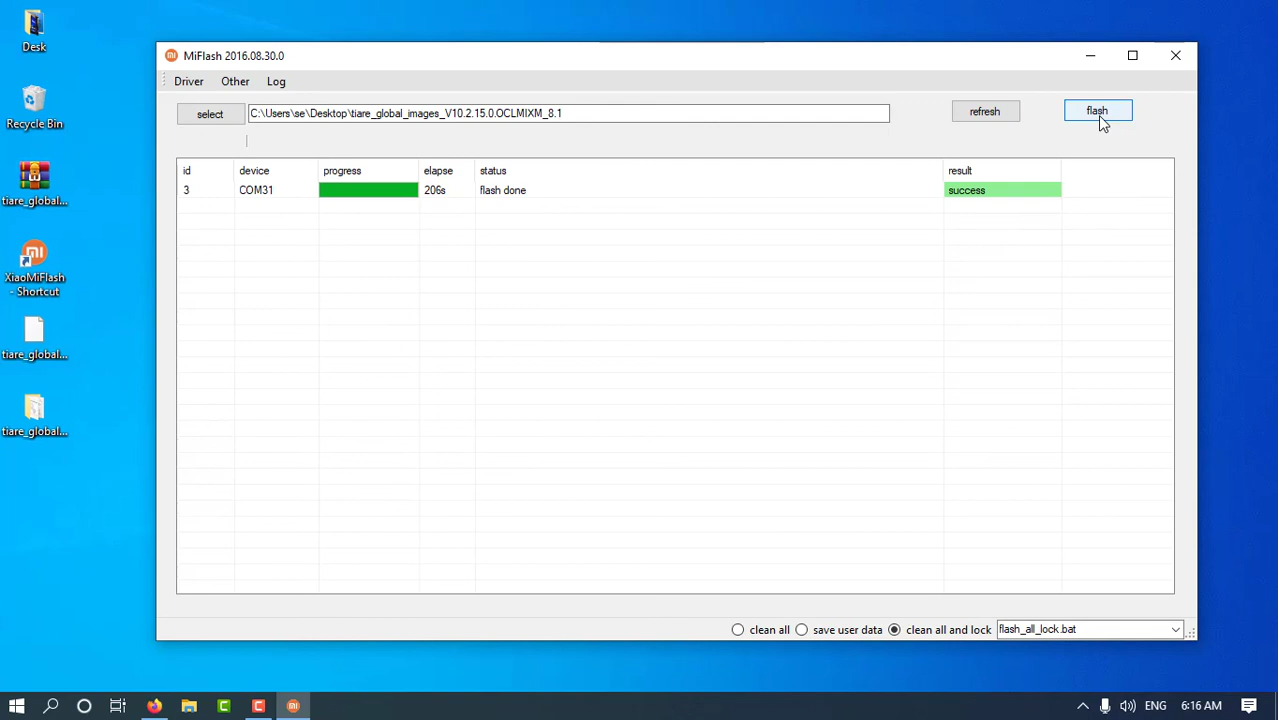 Desk
Recycle Bin
tiare_global...
XiaoMiFlash
- Shortcut
tiare_global...
tiare_global...
MiFlash 2016.08.30.0
Driver Other Log
select C:\Users\se\Desktop\tiare_global_images_V10.2.15.0.OCLMIXM_8.1 refresh flash
id device progress elapse status result
3 COM31 206s flash done success
clean all save user data clean all and lock flash_all_lock.bat
ENG 6:16 AM